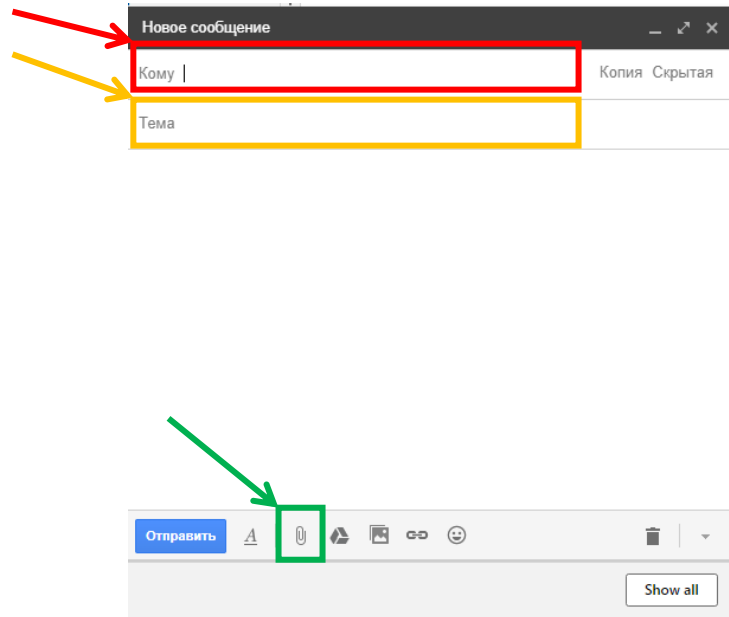 Новое сообщение
Кому Копия Скрытая
Тема
Отправить A
Show all